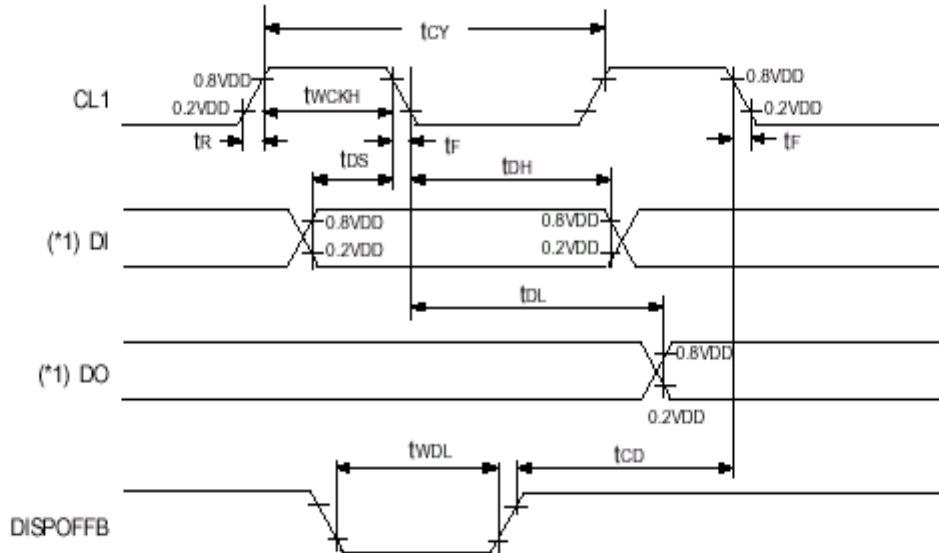 tCY
0.8VDD
0.8VDD
CL1
tWCKH
0.2VDD
0.2VDD
tR
tF
tF
tDS
tDH
0.8VDD
0.8VDD
(*1) DI
0.2VDD
0.2VDD
tDL
0.8VDD
(*1) DO
0.2VDD
tWDL
tCD
DISPOFFB